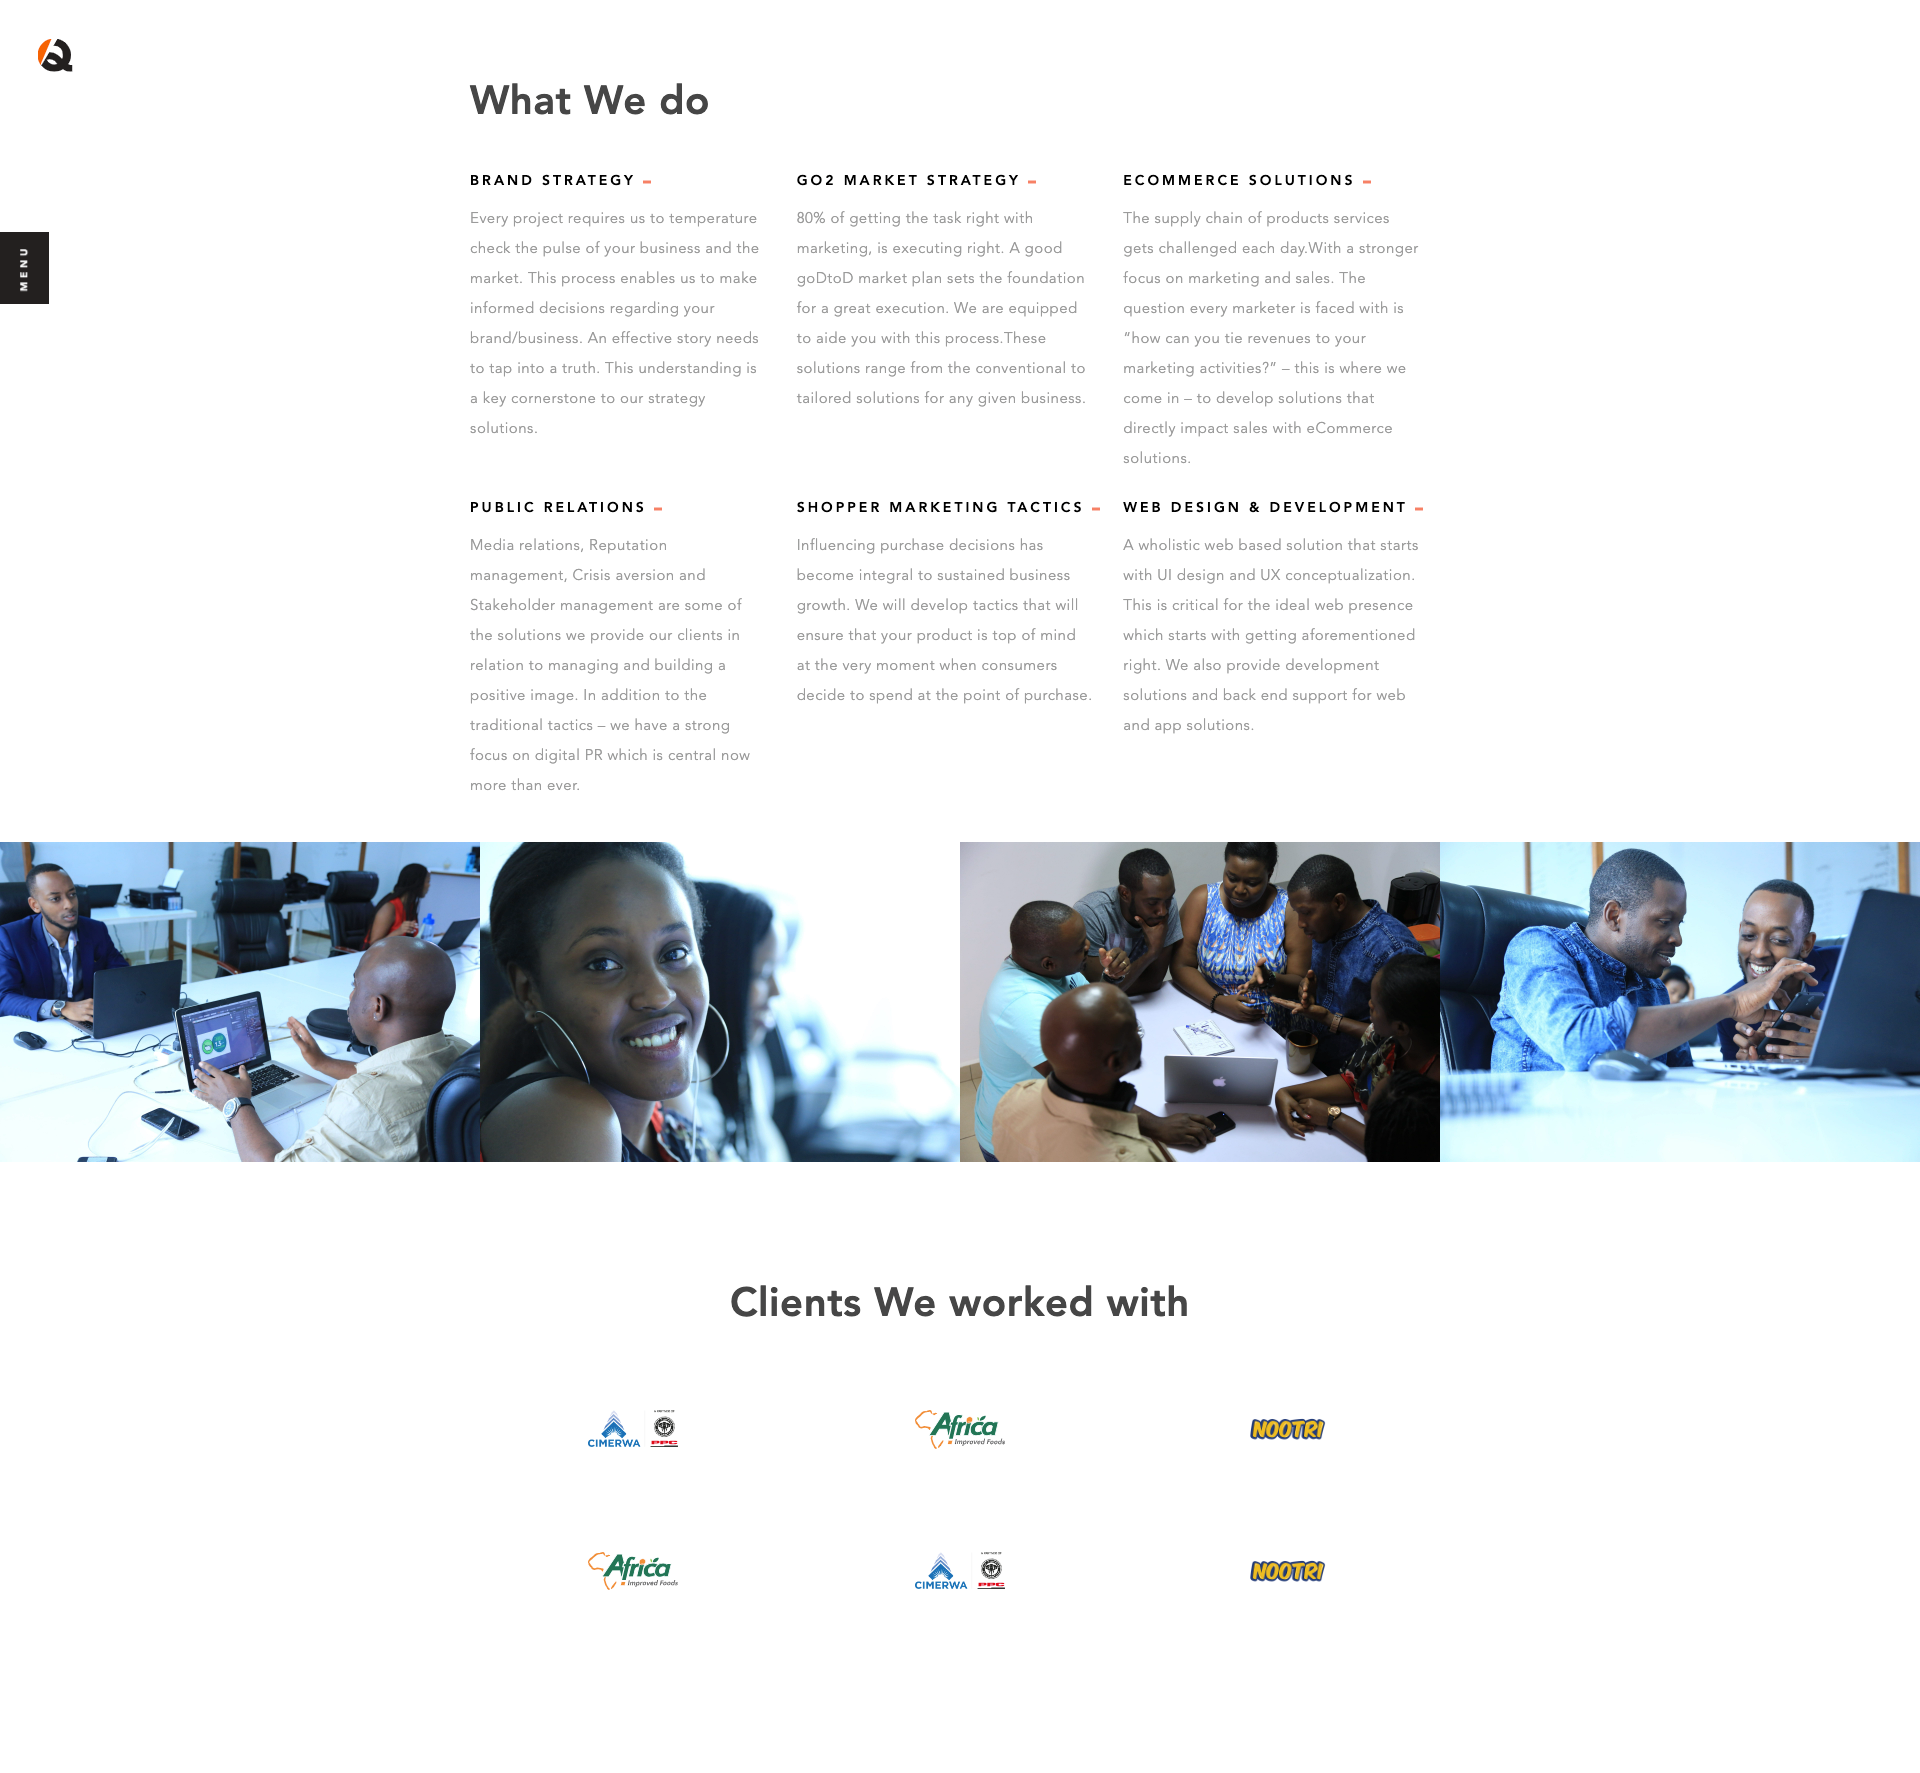 What We do
MENU
BRAND STRATEGY –
Every project requires us to temperature
check the pulse of your business and the
market. This process enables us to make
informed decisions regarding your
brand/business. An effective story needs
to tap into a truth. This understanding is
a key cornerstone to our strategy
solutions.
GO2 MARKET STRATEGY –
80% of getting the task right with
marketing, is executing right. A good
goDtoD market plan sets the foundation
for a great execution. We are equipped
to aide you with this process.These
solutions range from the conventional to
tailored solutions for any given business.
ECOMMERCE SOLUTIONS –
The supply chain of products services
gets challenged each day.With a stronger
focus on marketing and sales. The
question every marketer is faced with is
“how can you tie revenues to your
marketing activities?” – this is where we
come in – to develop solutions that
directly impact sales with eCommerce
solutions.
PUBLIC RELATIONS –
Media relations, Reputation
management, Crisis aversion and
Stakeholder management are some of
the solutions we provide our clients in
relation to managing and building a
positive image. In addition to the
traditional tactics – we have a strong
focus on digital PR which is central now
more than ever.
SHOPPER MARKETING TACTICS –
Influencing purchase decisions has
become integral to sustained business
growth. We will develop tactics that will
ensure that your product is top of mind
at the very moment when consumers
decide to spend at the point of purchase.
WEB DESIGN & DEVELOPMENT –
A wholistic web based solution that starts
with UI design and UX conceptualization.
This is critical for the ideal web presence
which starts with getting aforementioned
right. We also provide development
solutions and back end support for web
and app solutions.
Clients We worked with
CIMERWA PPC
Africa
Improved Foods
NOOTRI
Africa
Improved Foods
CIMERWA PPC
NOOTRI